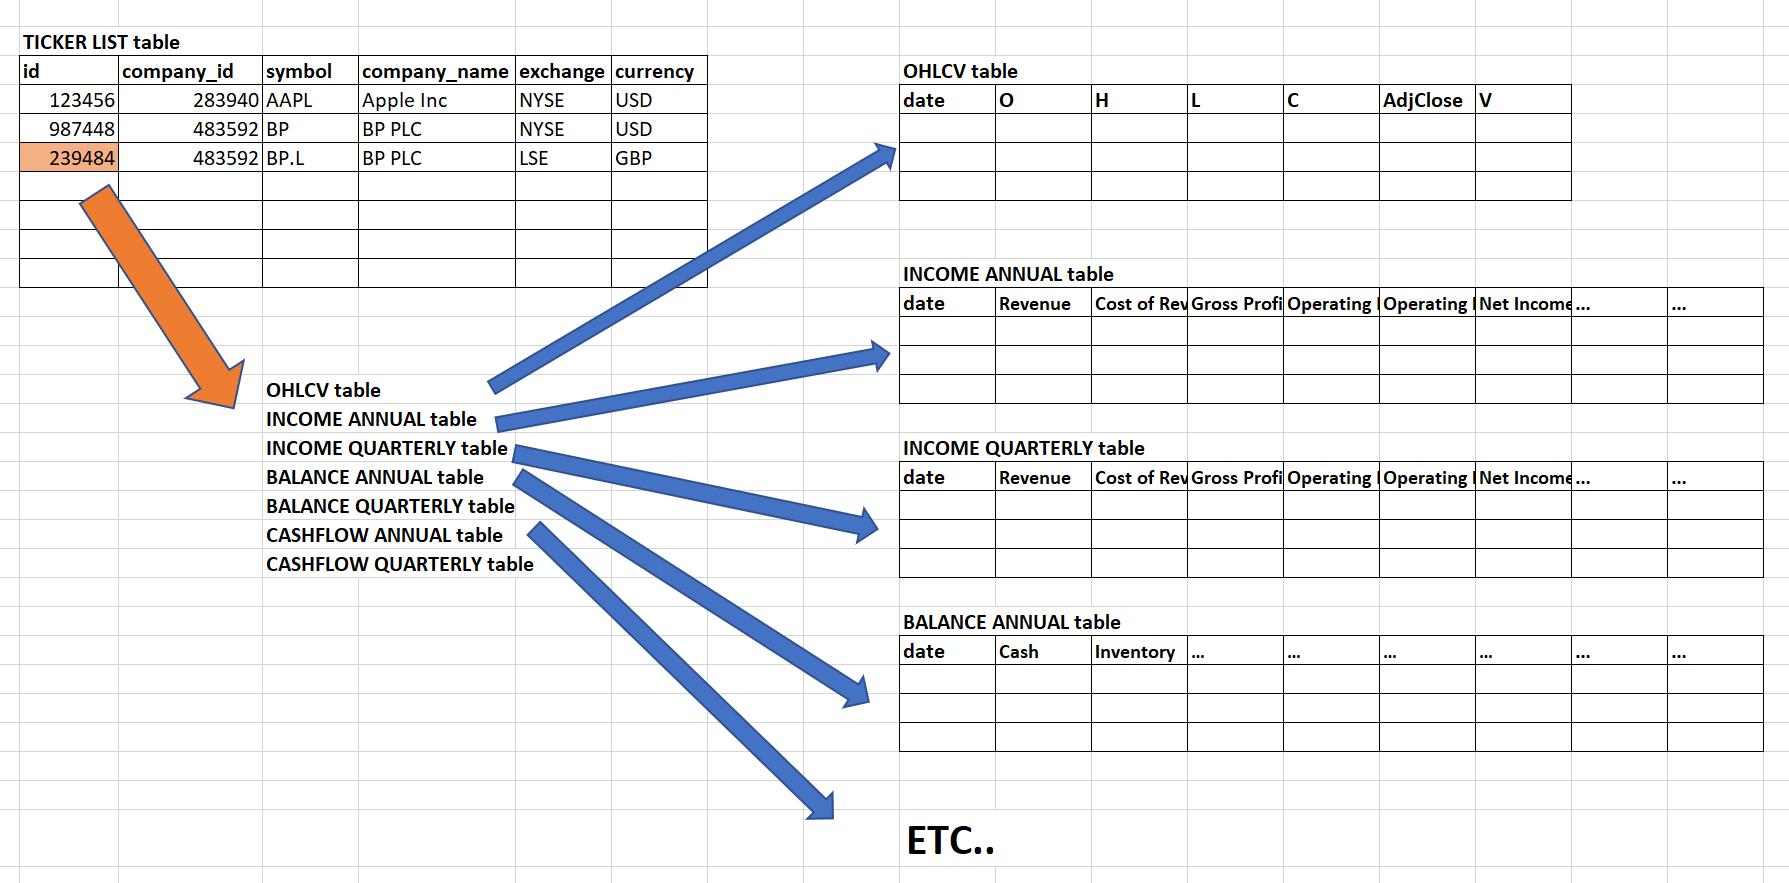 TICKER LIST table
id company_id symbol company_name exchange currency
123456 283940 AAPL Apple Inc NYSE USD
987448 483592 BP BP PLC NYSE USD
239484 483592 BP.L BP PLC LSE GBP
OHLCV table
INCOME ANNUAL table
INCOME QUARTERLY table
BALANCE ANNUAL table
BALANCE QUARTERLY table
CASHFLOW ANNUAL table
CASHFLOW QUARTERLY table
OHLCV table
date O H L C AdjClose V
INCOME ANNUAL table
date Revenue Cost of Rev Gross Profi Operating Operating Net Income ... ...
INCOME QUARTERLY table
date Revenue Cost of Rev Gross Profi Operating Operating Net Income ... ...
BALANCE ANNUAL table
date Cash Inventory ... ... ... ... ... ...
ETC..